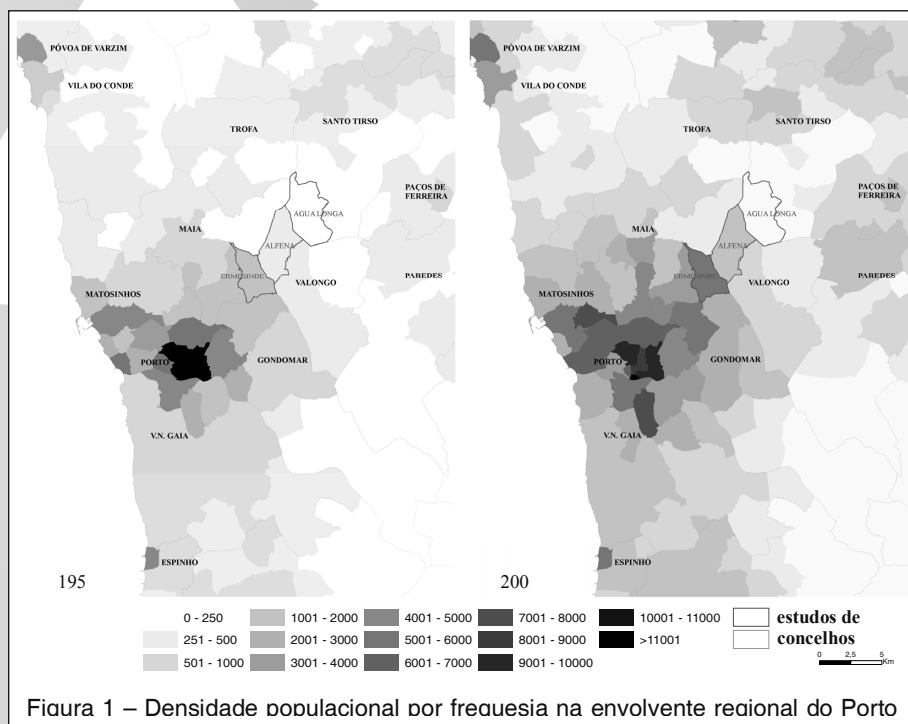 PÓVOA DE VARZIM
VILA DO CONDE
TROFA
SANTO TIRSO
PAÇOS DE
FERREIRA
ÁGUA LONGA
MAIA
ALFENA
ERMESINDE
VALONGO
PAREDES
MATOSINHOS
PORTO
GONDOMAR
V.N. GAIA
ESPINHO
195
PÓVOA DE VARZIM
VILA DO CONDE
TROFA
SANTO TIRSO
PAÇOS DE
FERREIRA
ÁGUA LONGA
MAIA
ALFENA
ERMESINDE
VALONGO
PAREDES
MATOSINHOS
PORTO
GONDOMAR
V.N. GAIA
ESPINHO
200
0 - 250
251 - 500
501 - 1000
1001 - 2000
2001 - 3000
3001 - 4000
4001 - 5000
5001 - 6000
6001 - 7000
7001 - 8000
8001 - 9000
9001 - 10000
10001 - 11000
>11001
estudos de
concelhos
0 2,5 5
Km
Figura 1 – Densidade populacional por freguesia na envolvente regional do Porto